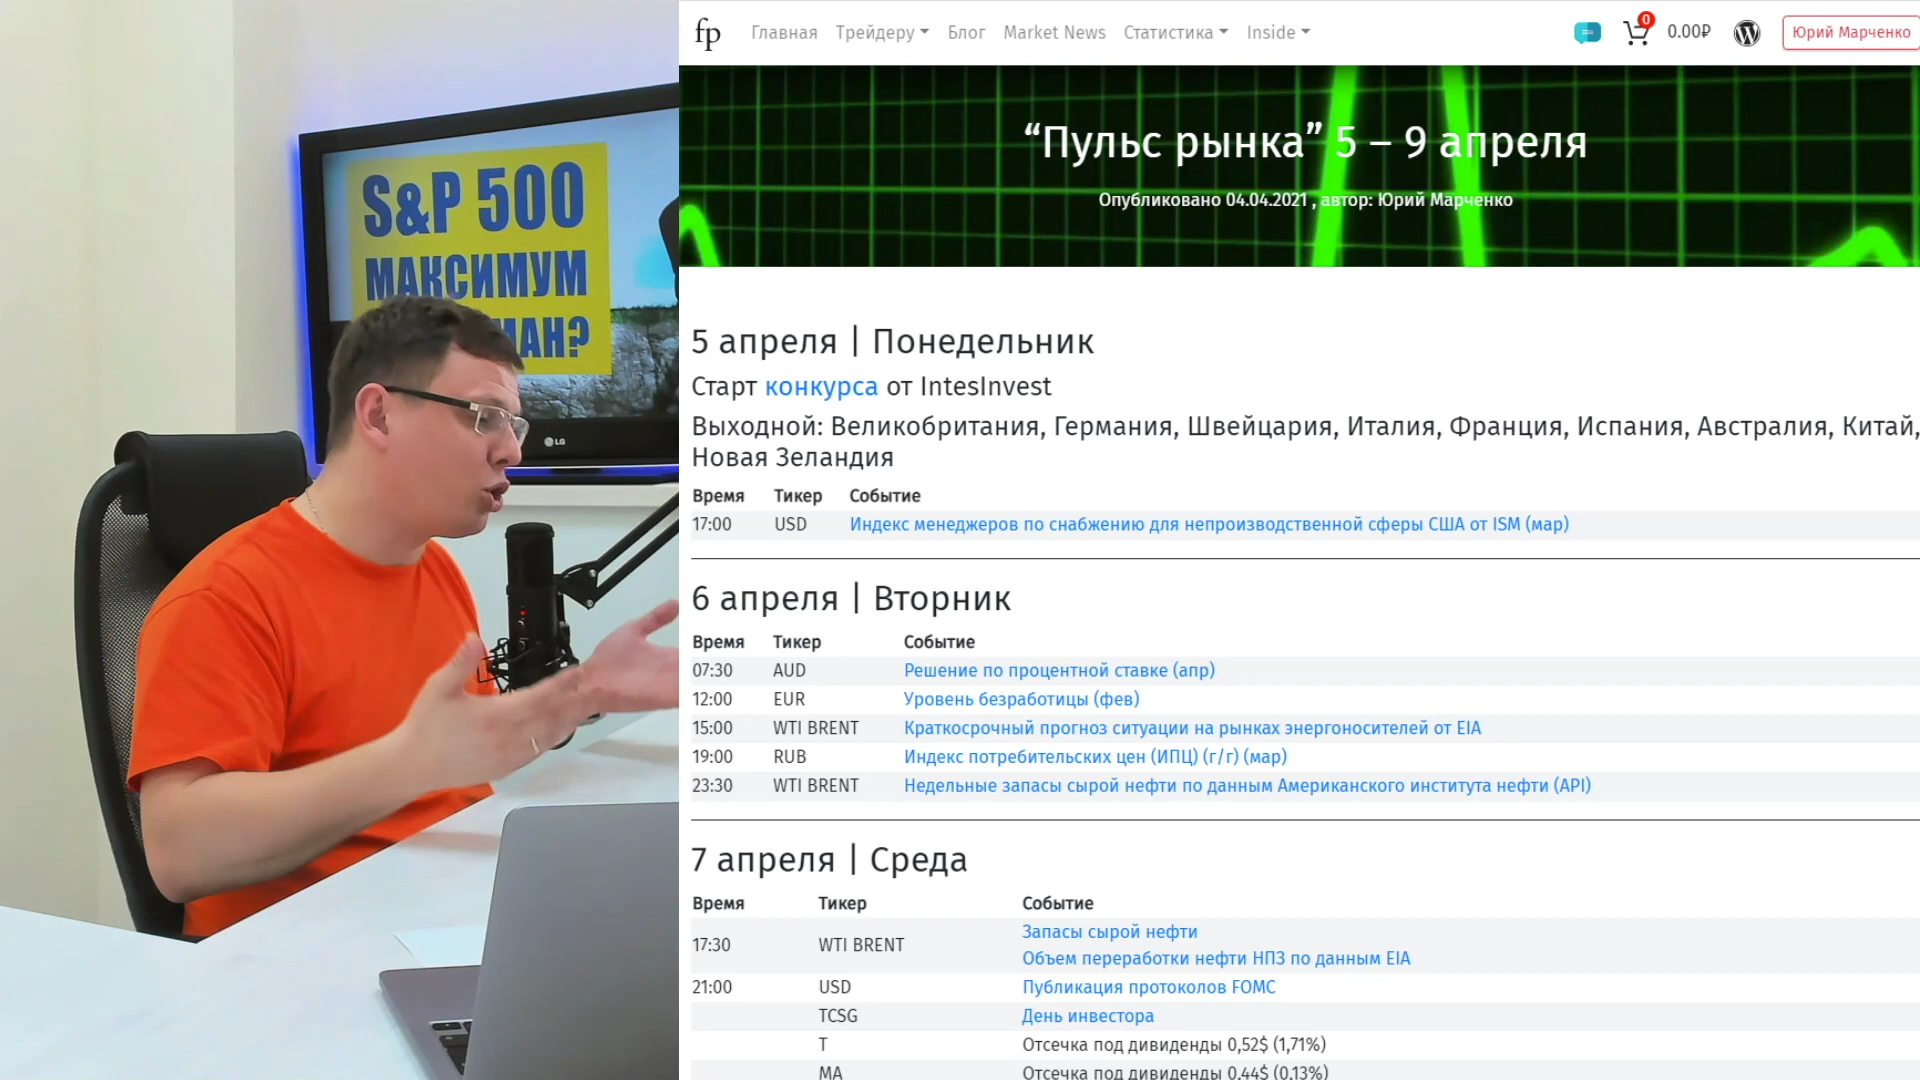 S&P 500
МАКСИМУМ
LG
fp
Главная Трейдеру Блог Market News Статистика Inside 0 0.00₽ Юрий Марченко
“Пульс рынка” 5 – 9 апреля
Опубликовано 04.04.2021 , автор: Юрий Марченко
5 апреля | Понедельник
Старт конкурса от IntesInvest
Выходной: Великобритания, Германия, Швейцария, Италия, Франция, Испания, Австралия, Китай,
Новая Зеландия
Время Тикер Событие
17:00 USD Индекс менеджеров по снабжению для непроизводственной сферы США от ISM (мар)
6 апреля | Вторник
Время Тикер Событие
07:30 AUD Решение по процентной ставке (апр)
12:00 EUR Уровень безработицы (фев)
15:00 WTI BRENT Краткосрочный прогноз ситуации на рынках энергоносителей от EIA
19:00 RUB Индекс потребительских цен (ИПЦ) (г/г) (мар)
23:30 WTI BRENT Недельные запасы сырой нефти по данным Американского института нефти (API)
7 апреля | Среда
Время Тикер Событие
17:30 WTI BRENT Запасы сырой нефти
Объем переработки нефти НПЗ по данным EIA
21:00 USD Публикация протоколов FOMC
TCSG День инвестора
T Отсечка под дивиденды 0,52$ (1,71%)
MA Отсечка под дивиденды 0,44$ (0,13%)